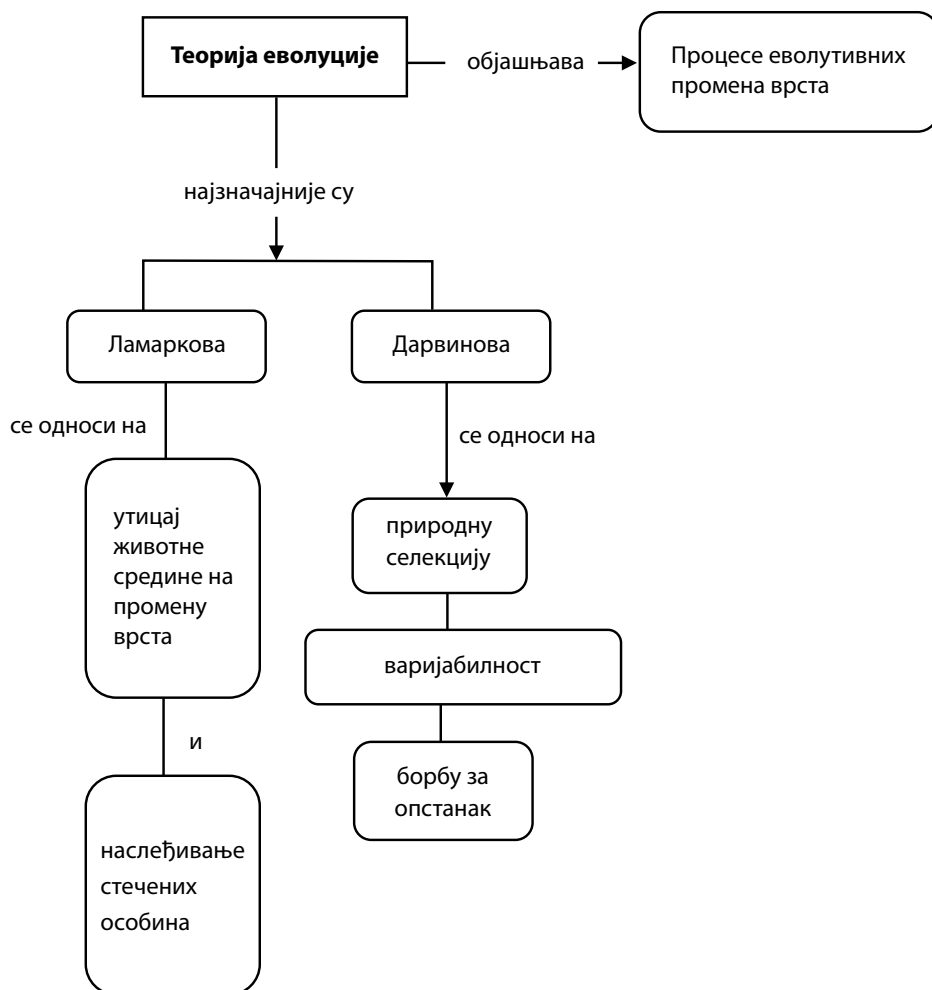 Теорија еволуције
објашњава
Процесе еволутивних
промена врста
најзначајније су
Ламаркова
Дарвинова
се односи на
се односи на
утицај
животне
средине на
промену
врста
природну
селекцију
варијабилност
и
борбу за
опстанак
наслеђивање
стечених
особина